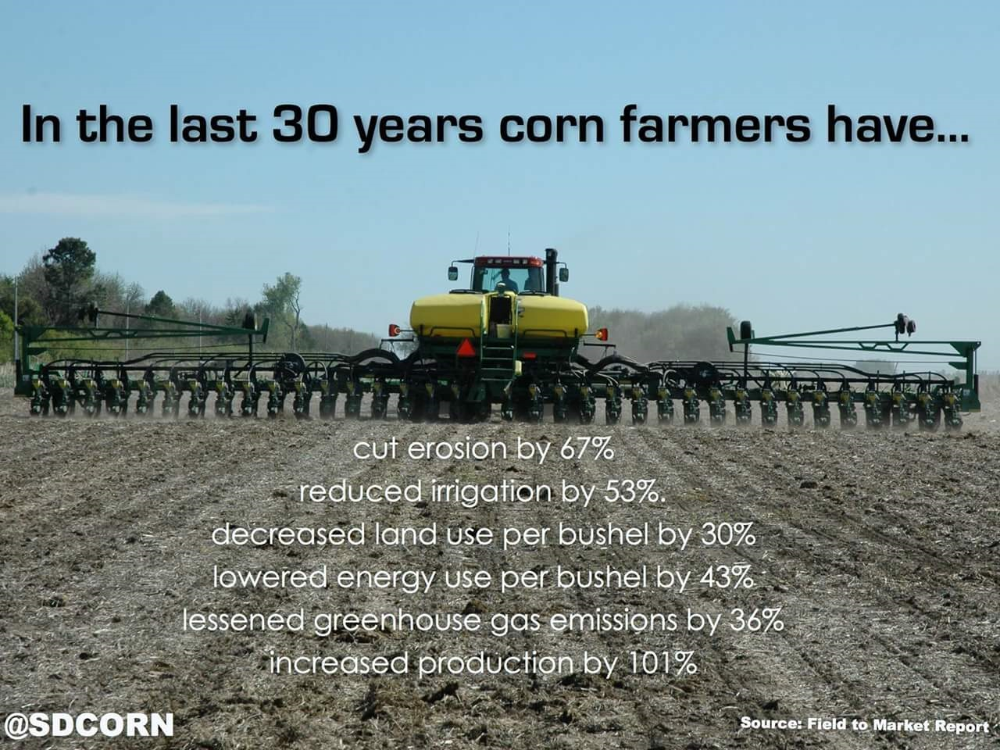 In the last 30 years corn farmers have...
cut erosion by 67%
reduced irrigation by 53%.
decreased land use per bushel by 30%
lowered energy use per bushel by 43%
lessened greenhouse gas emissions by 36%
increased production by 101%
@SDCORN
Source: Field to Market Report